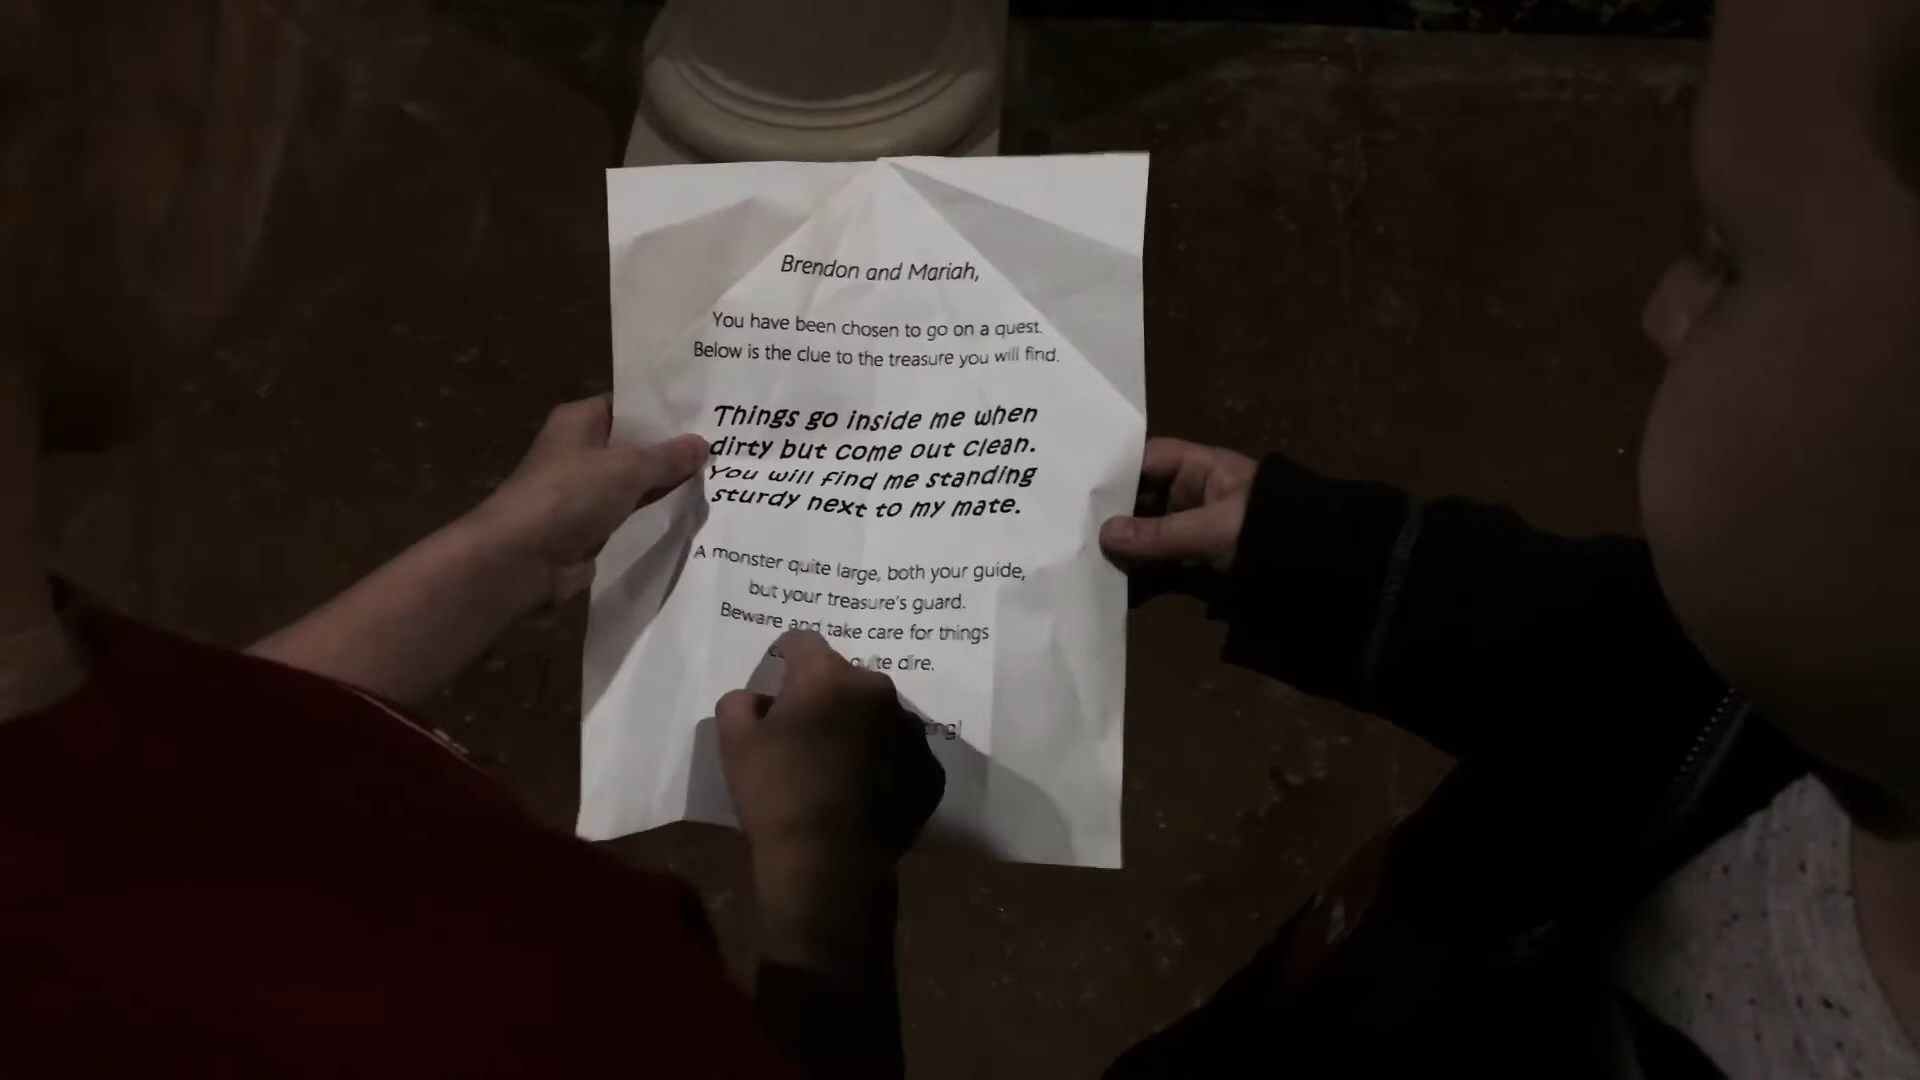 Brendon and Mariah,
You have been chosen to go on a quest.
Below is the clue to the treasure you will find.
Things go inside me when
dirty but come out clean.
You will find me standing
sturdy next to my mate.
A monster quite large, both your guide,
but your treasure's guard.
Beware and take care for things
quite dire.